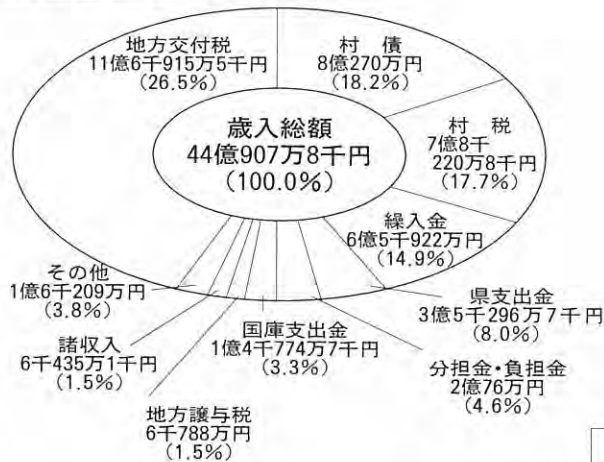 地方交付税
11億6千915万5千円
(26.5%)
村 債
8億270万円
(18.2%)
村 税
7億8千
220万8千円
(17.7%)
歳入総額
44億907万8千円
(100.0%)
繰入金
6億5千922万円
(14.9%)
県支出金
3億5千296万7千円
(8.0%)
分担金・負担金
2億76万円
(4.6%)
国庫支出金
1億4千774万7千円
(3.3%)
地方譲与税
6千788万円
(1.5%)
諸収入
6千435万1千円
(1.5%)
その他
1億6千209万円
(3.8%)